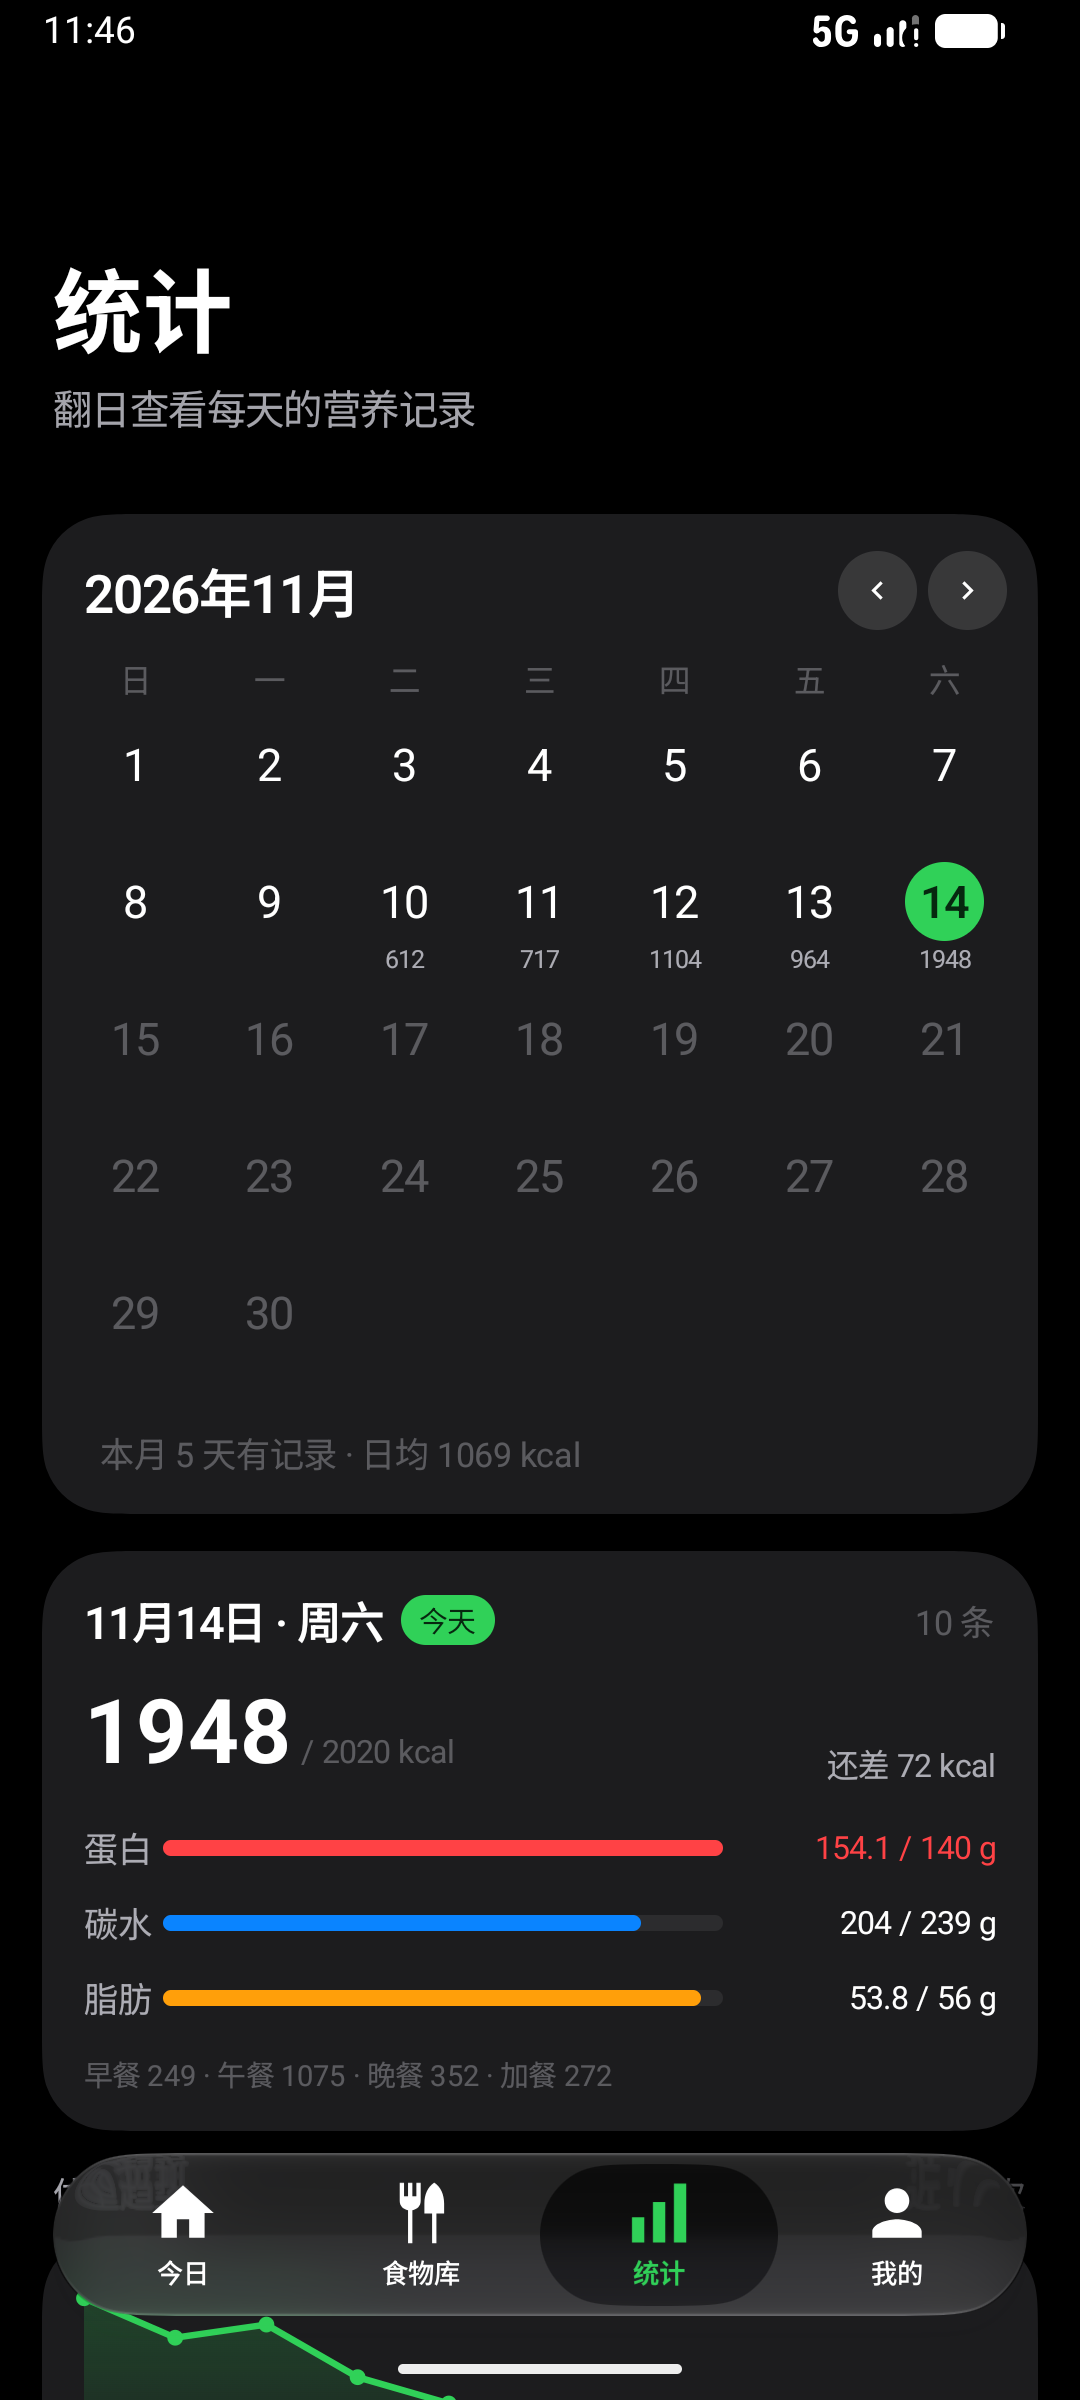 11:46
5G
统计
翻日查看每天的营养记录
2026年11月
日 一 二 三 四 五 六
1 2 3 4 5 6 7
8 9 10 11 12 13 14
612 717 1104 964 1948
15 16 17 18 19 20 21
22 23 24 25 26 27 28
29 30
本月 5 天有记录 · 日均 1069 kcal
11月14日 · 周六 今天
10 条
1948 / 2020 kcal
还差 72 kcal
蛋白 154.1 / 140 g
碳水 204 / 239 g
脂肪 53.8 / 56 g
早餐 249 · 午餐 1075 · 晚餐 352 · 加餐 272
今日 食物库 统计 我的